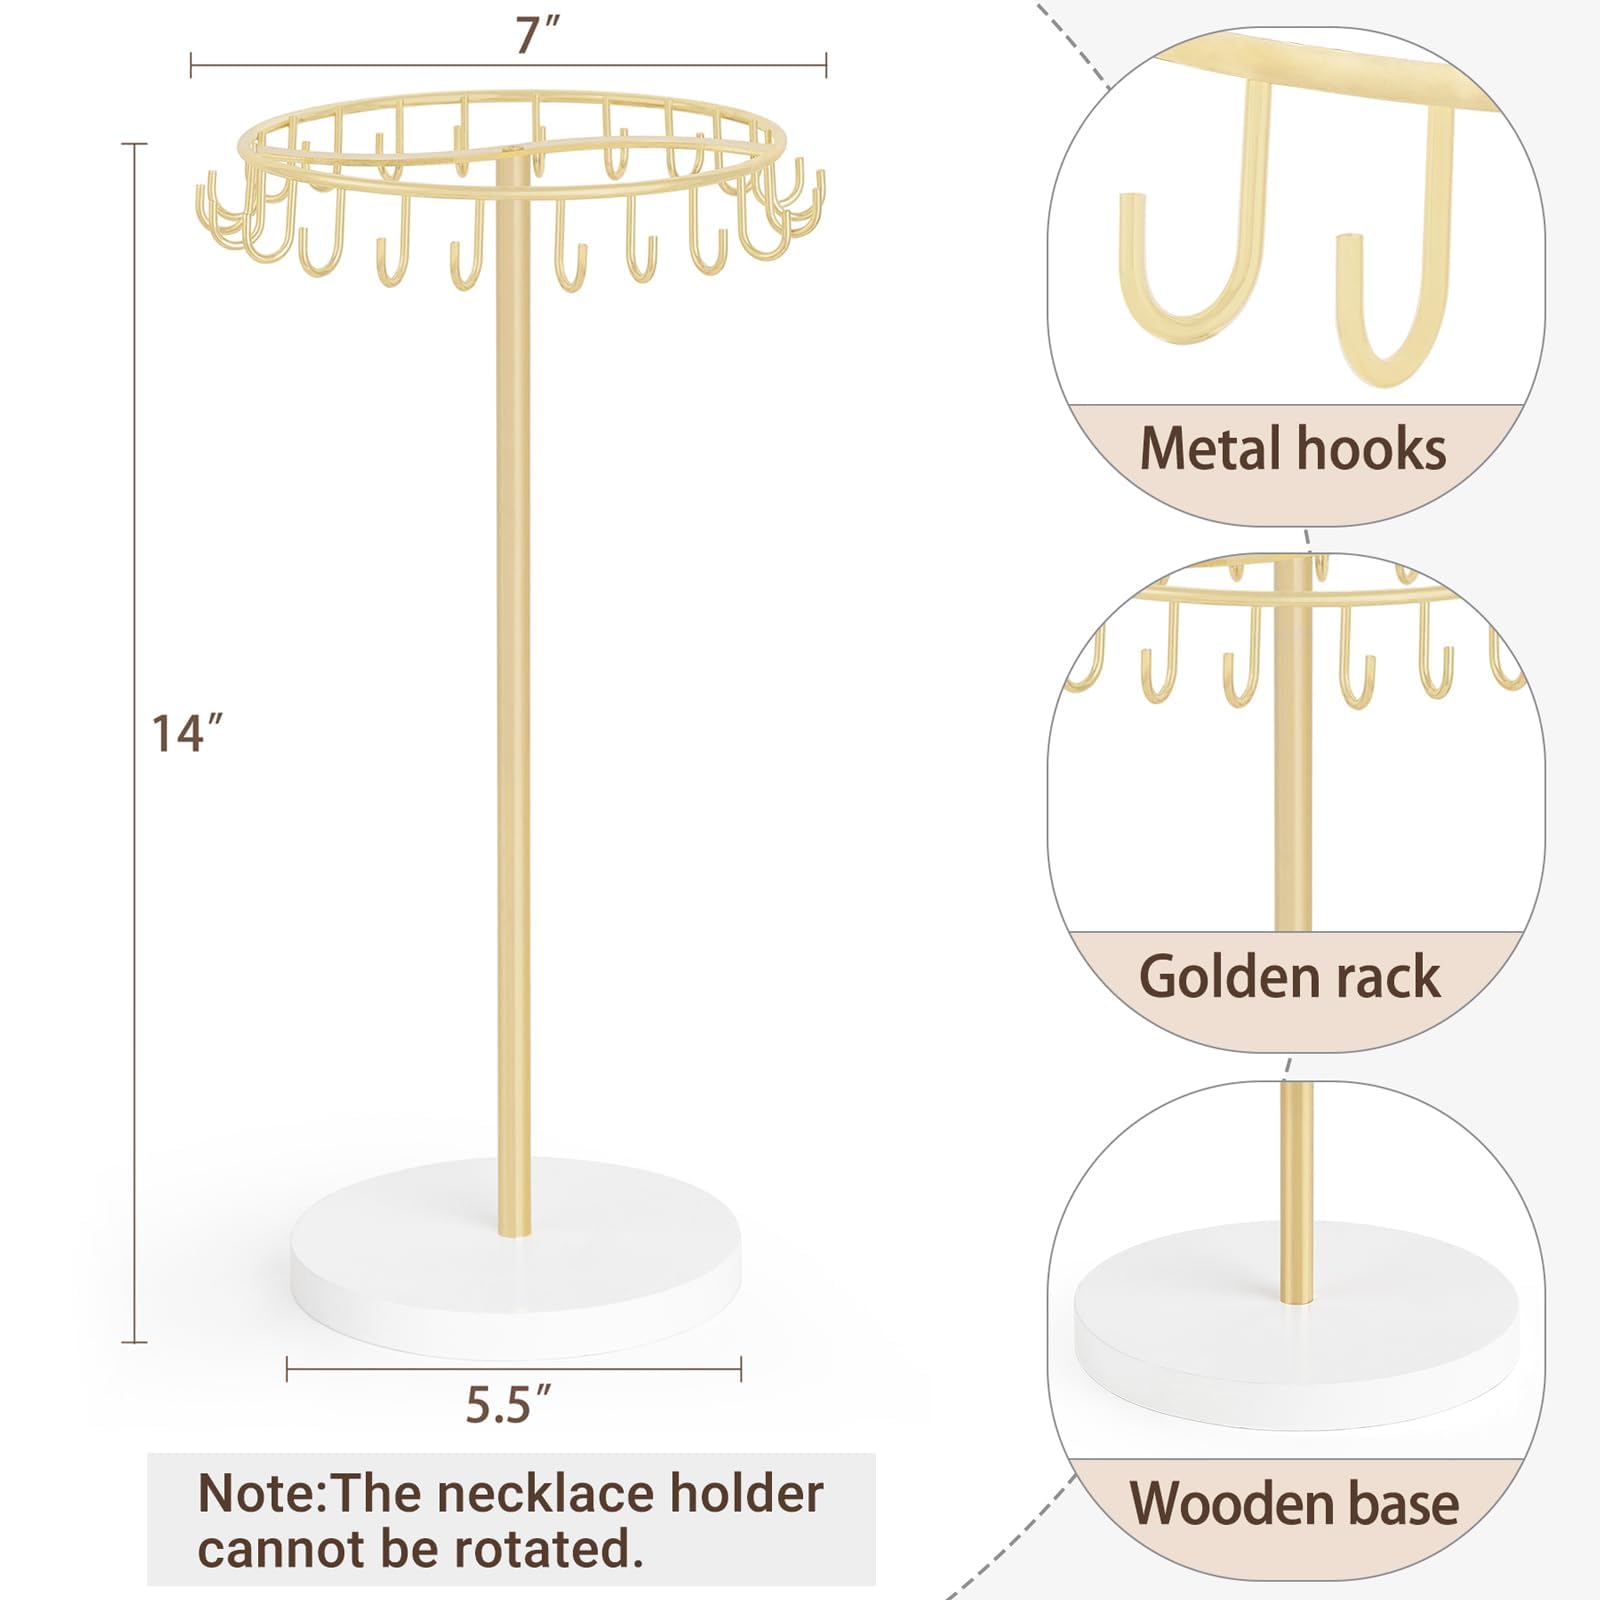 7″
14″
5.5″
Note:The necklace holder
cannot be rotated.
Metal hooks
Golden rack
Wooden base